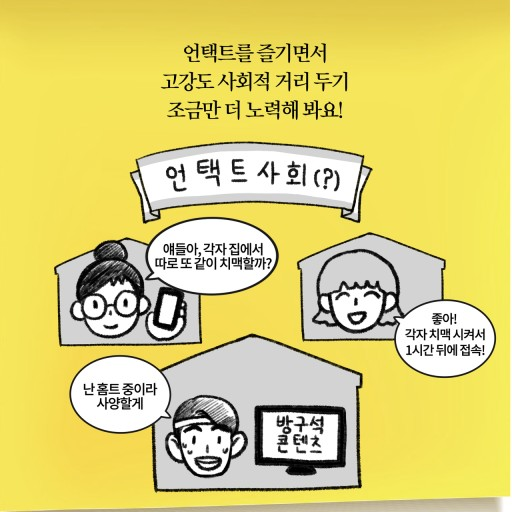 언택트를 즐기면서
고강도 사회적 거리 두기
조금만 더 노력해 봐요!
언택트사회(?)
얘들아, 각자 집에서
따로 또 같이 치맥할까?
좋아!
각자 치맥 시켜서
1시간 뒤에 접속!
난 홈트 중이라
사양할게
방구석
콘텐츠